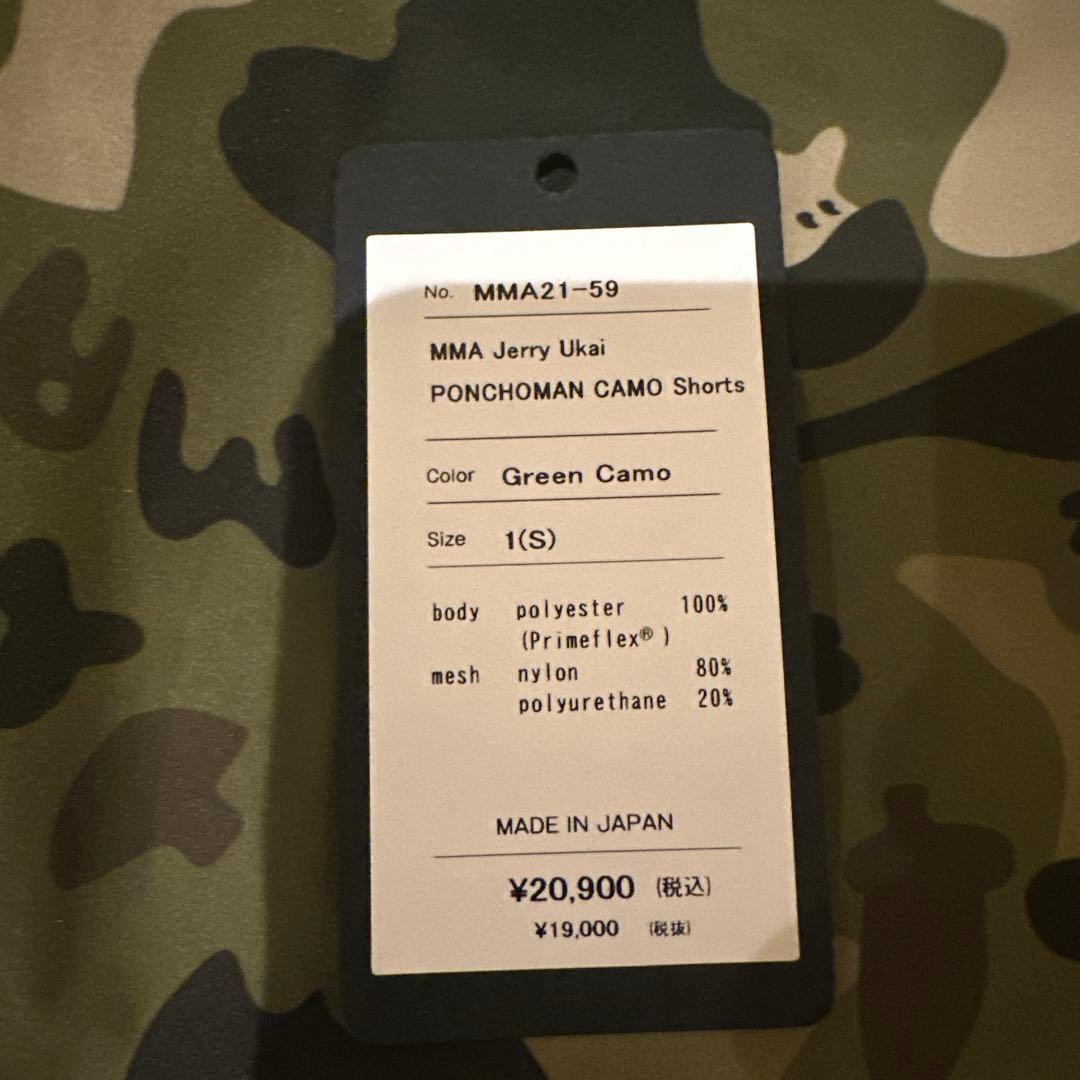 No. MMA21-59
MMA Jerry Ukai
PONCHOMAN CAMO Shorts
Color Green Camo
Size 1(S)
body polyester 100%
(Primeflex® )
mesh nylon 80%
polyurethane 20%
MADE IN JAPAN
¥20,900 (税込)
¥19,000 (税抜)